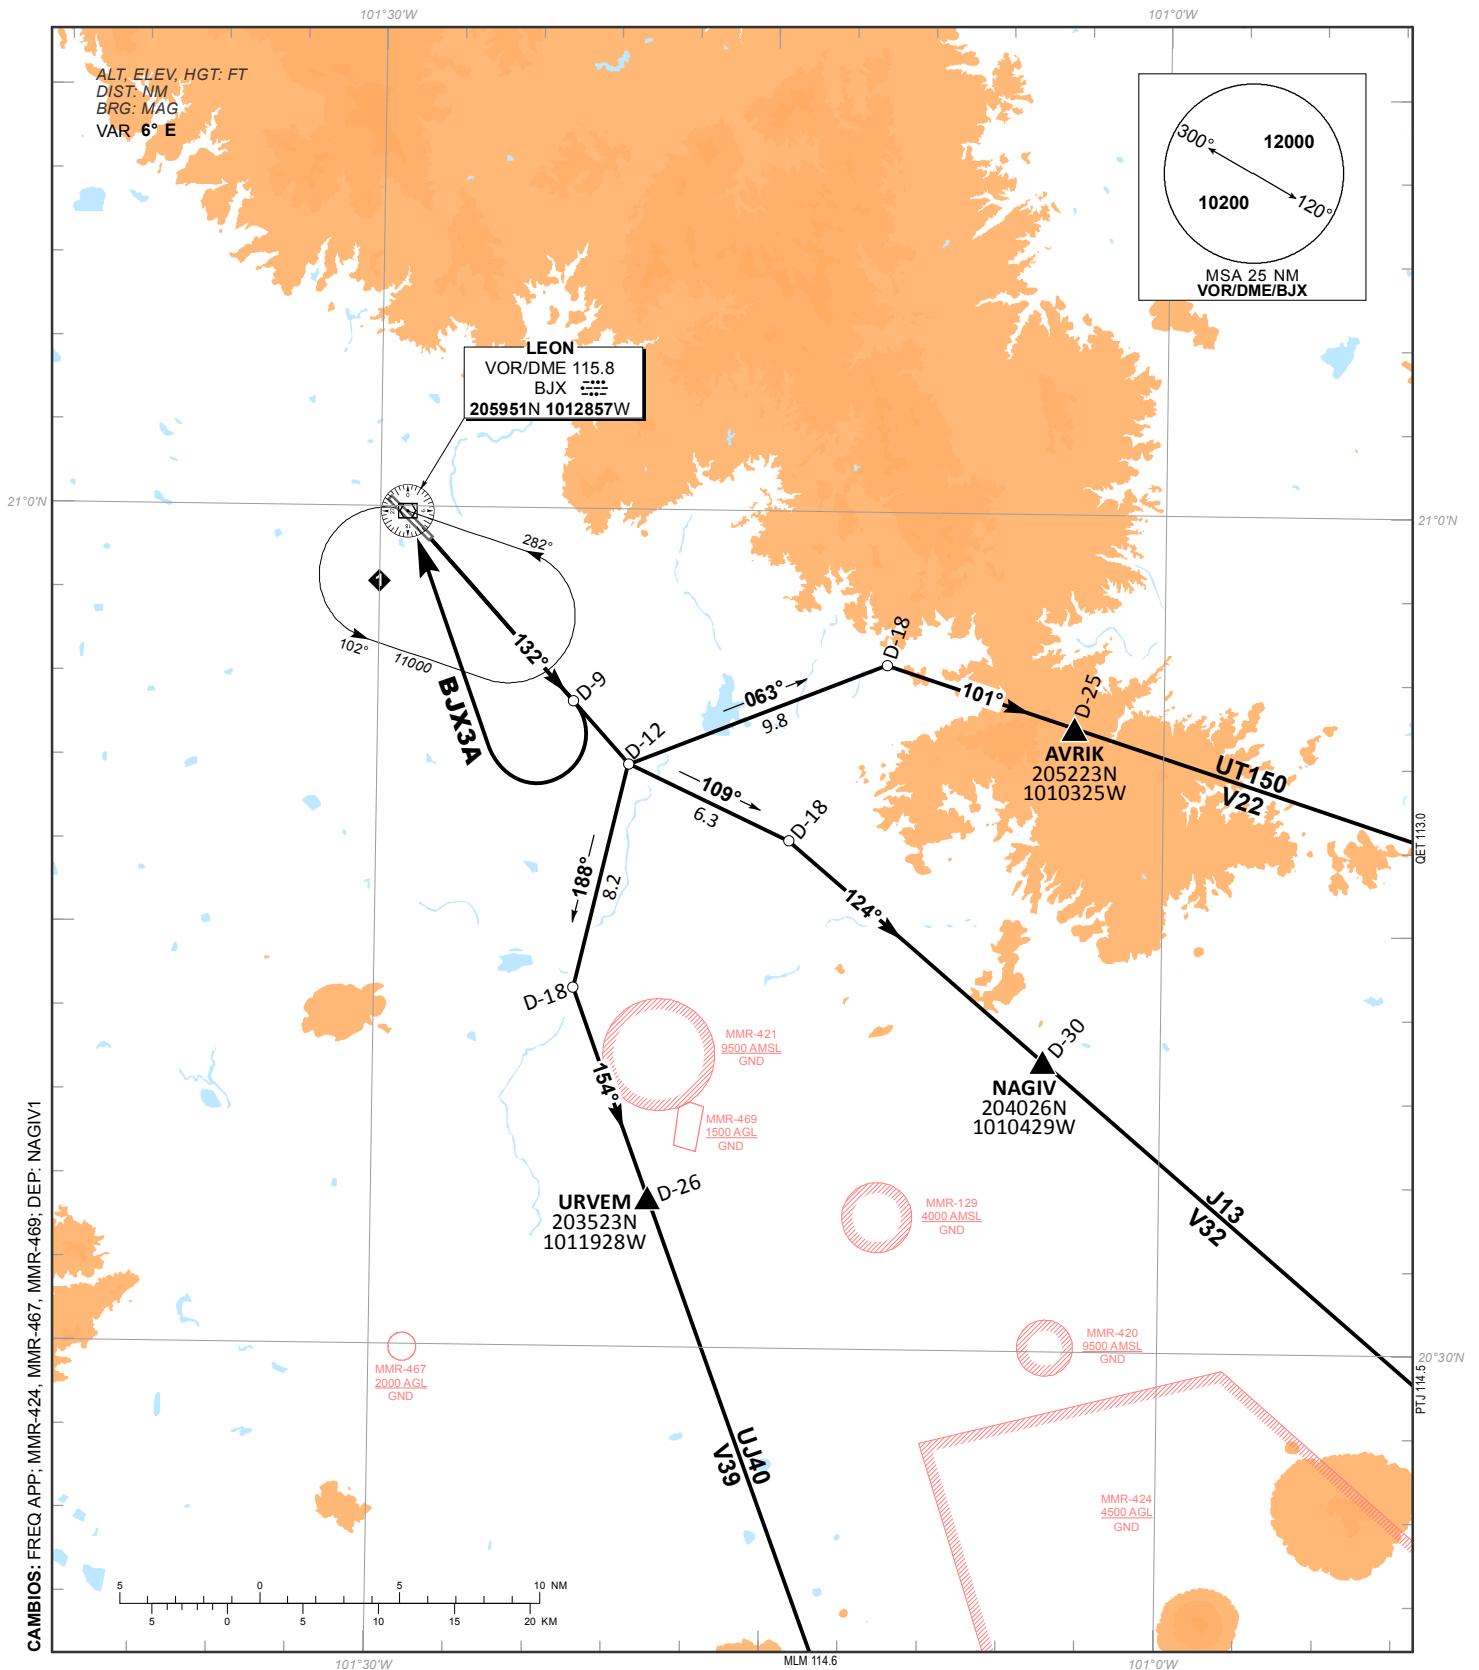 101°30'W
101°0'W
ALT, ELEV, HGT: FT
DIST: NM
BRG: MAG
VAR 6° E
300°
12000
10200
120°
MSA 25 NM
VOR/DME/BJX
LEON
VOR/DME 115.8
BJX
205951N 1012857W
21°0'N
21°0'N
282°
1
102°
11000
132°
BJX3A
D-9
D-12
063°
9.8
D-18
101°
D-25
AVRIK
205223N
1010325W
UT150
V22
QET 113.0
109°
6.3
D-18
124°
188°
8.2
D-18
154°
MMR-421
9500 AMSL
GND
MMR-469
1500 AGL
GND
D-30
NAGIV
204026N
1010429W
J13
V32
URVEM
203523N
1011928W
D-26
MMR-129
4000 AMSL
GND
MMR-420
9500 AMSL
GND
20°30'N
PTJ 114.5
MMR-467
2000 AGL
GND
UJ40
V39
MMR-424
4500 AGL
GND
CAMBIOS: FREQ APP; MMR-424, MMR-467, MMR-469; DEP: NAGIV1
5 0 5 10 NM
5 0 5 10 15 20 KM
MLM 114.6
101°30'W
101°0'W